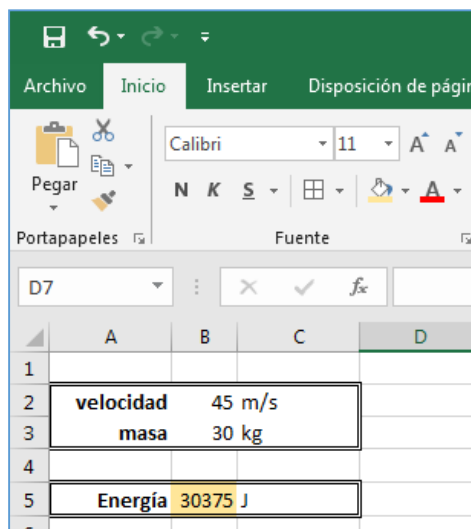 Archivo Inicio Insertar Disposición de págin
Calibri 11 A A
Pegar N K S A
Portapapeles Fuente
D7 fx
A B C D
1
2 velocidad 45 m/s
3 masa 30 kg
4
5 Energía 30375 J